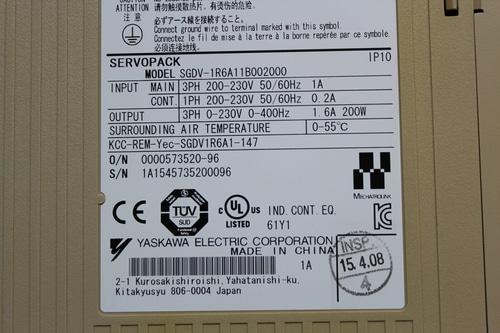 必ずアース線を接続すること。
Connect ground wire to terminal marked with this symbol.
Connectez le fil de mise à la terre à la borne repérée par ce symbole.
必须连接地线
SERVOPACK
IP10
MODEL SGDV-1R6A11B002000
INPUT MAIN 3PH 200-230V 50/60Hz 1A
CONT. 1PH 200-230V 50/60Hz 0.2A
OUTPUT 3PH 0-230V 0-400Hz 1.6A 200W
SURROUNDING AIR TEMPERATURE 0-55℃
KCC-REM-Yec-SGDV1R6A1-147
O/N 0000573520-96
S/N 1A1545735200096
MECHATROLINK
CE
TÜV
SÜD
c UL US
LISTED
IND. CONT. EQ.
61Y1
YASKAWA ELECTRIC CORPORATION
MADE IN CHINA
1A
2-1 Kurosakishiroishi, Yahatanishi-ku,
Kitakyusyu 806-0004 Japan
INSP.
15.4.08
4